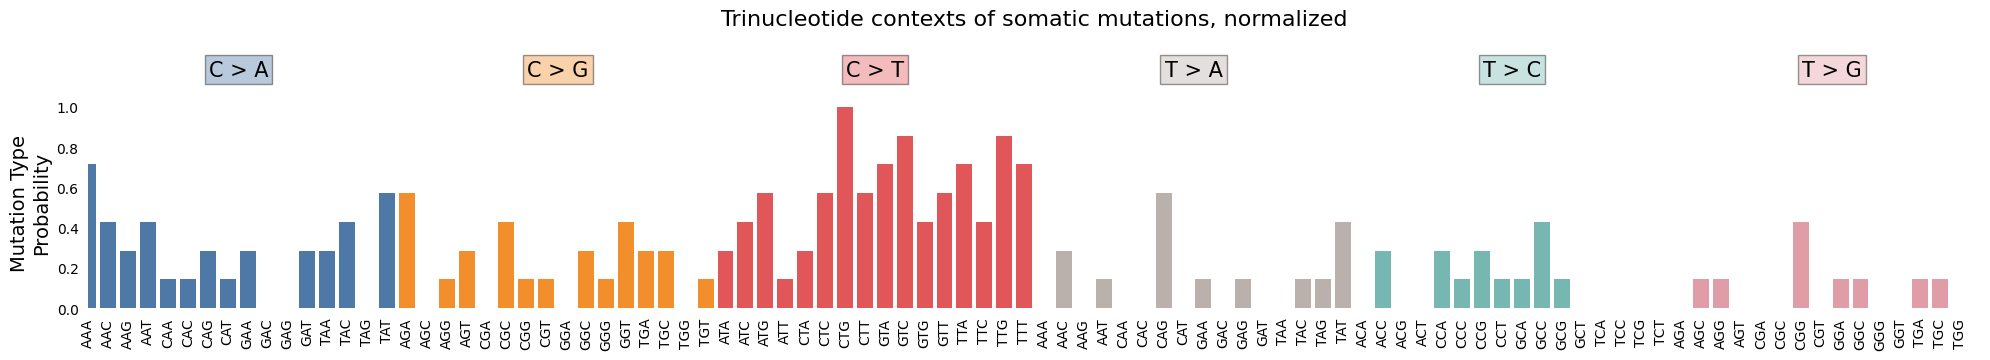 Trinucleotide contexts of somatic mutations, normalized
C > A
C > G
C > T
T > A
T > C
T > G
Mutation Type
Probability
1.0
0.8
0.6
0.4
0.2
0.0
AAA
AAC
AAG
AAT
CAA
CAC
CAG
CAT
GAA
GAC
GAG
GAT
TAA
TAC
TAG
TAT
AGA
AGC
AGG
AGT
CGA
CGC
CGG
CGT
GGA
GGC
GGG
GGT
TGA
TGC
TGG
TGT
ATA
ATC
ATG
ATT
CTA
CTC
CTG
CTT
GTA
GTC
GTG
GTT
TTA
TTC
TTG
TTT
AAA
AAC
AAG
AAT
CAA
CAC
CAG
CAT
GAA
GAC
GAG
GAT
TAA
TAC
TAG
TAT
ACA
ACC
ACG
ACT
CCA
CCC
CCG
CCT
GCA
GCC
GCG
GCT
TCA
TCC
TCG
TCT
AGA
AGC
AGG
AGT
CGA
CGC
CGG
CGT
GGA
GGC
GGG
GGT
TGA
TGC
TGG